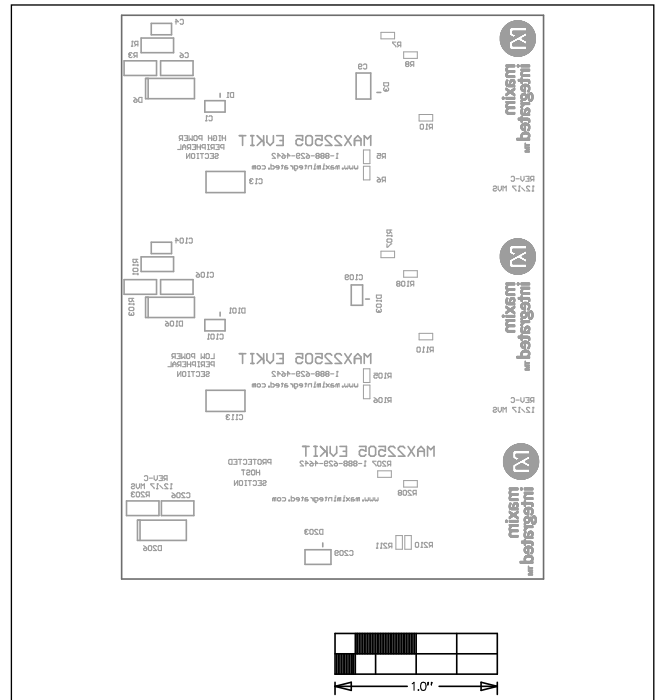 C4
R1
R3
C6
D6
D1
C1
C9
D3
R7
R8
R10
maxim
integrated™
HIGH POWER
PERIPHERAL
SECTION
MAX22505 EVKIT
1-888-629-4642
www.maximintegrated.com
R5
R6
C13
REV-C
12/17 MVS
C104
R101
R103
C106
D106
D101
C101
C109
D103
R107
R108
R110
maxim
integrated™
LOW POWER
PERIPHERAL
SECTION
MAX22505 EVKIT
1-888-629-4642
www.maximintegrated.com
R105
R106
C113
REV-C
12/17 MVS
MAX22505 EVKIT
1-888-629-4642
PROTECTED
HOST
SECTION
R207
R208
www.maximintegrated.com
maxim
integrated™
REV-C
12/17 MVS
R203
C206
D206
D203
C209
R211
R210
1.0"